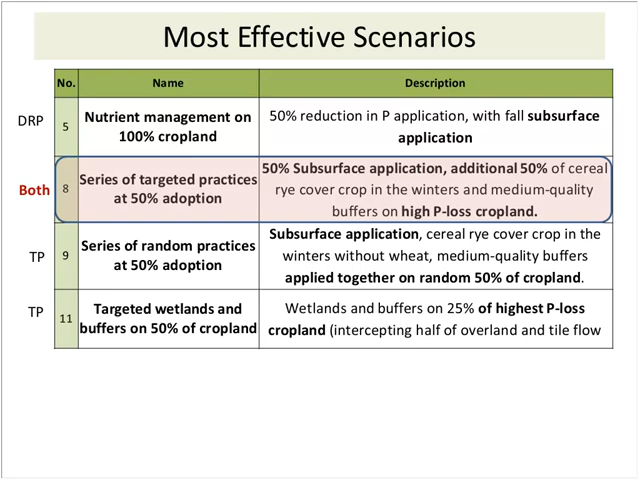 Most Effective Scenarios
No. Name Description
DRP 5 Nutrient management on 50% reduction in P application, with fall subsurface
100% cropland application
Both 8 Series of targeted practices 50% Subsurface application, additional 50% of cereal
at 50% adoption rye cover crop in the winters and medium-quality
buffers on high P-loss cropland.
TP 9 Series of random practices Subsurface application, cereal rye cover crop in the
at 50% adoption winters without wheat, medium-quality buffers
applied together on random 50% of cropland.
TP 11 Targeted wetlands and Wetlands and buffers on 25% of highest P-loss
buffers on 50% of cropland cropland (intercepting half of overland and tile flow